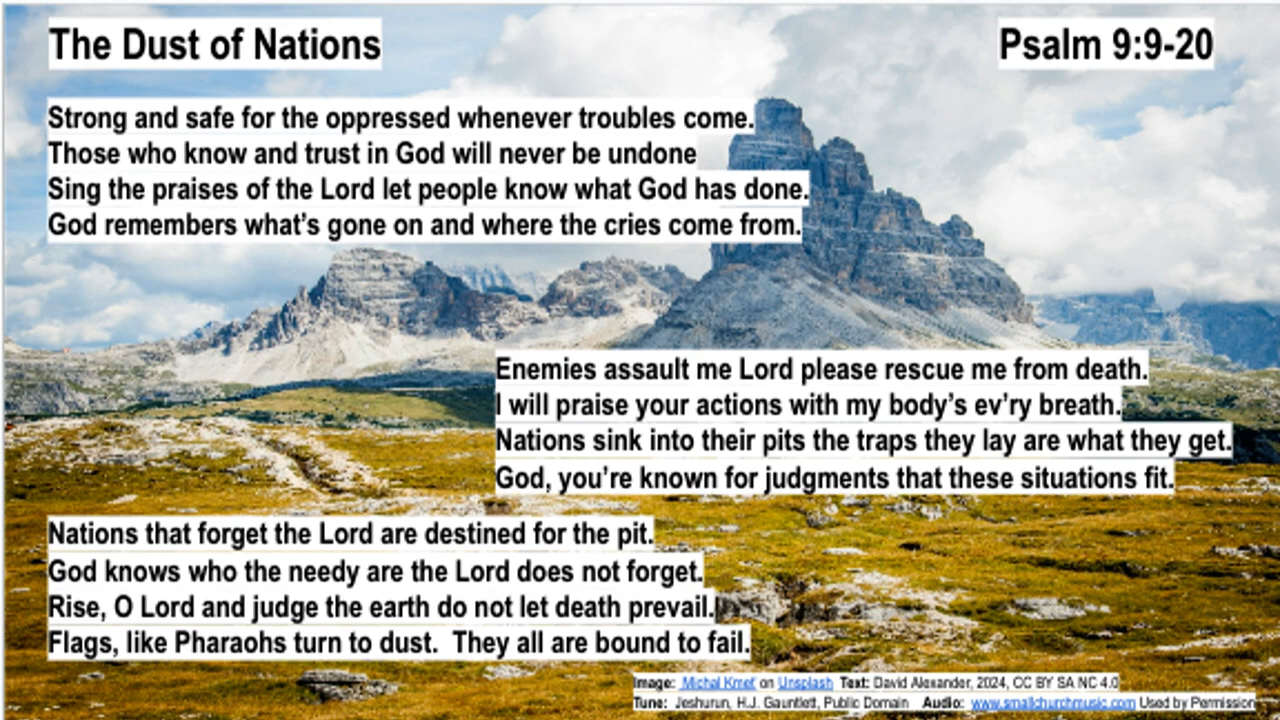 The Dust of Nations
Psalm 9:9-20
Strong and safe for the oppressed whenever troubles come.
Those who know and trust in God will never be undone
Sing the praises of the Lord let people know what God has done.
God remembers what’s gone on and where the cries come from.
Enemies assault me Lord please rescue me from death.
I will praise your actions with my body’s ev’ry breath.
Nations sink into their pits the traps they lay are what they get.
God, you’re known for judgments that these situations fit.
Nations that forget the Lord are destined for the pit.
God knows who the needy are the Lord does not forget.
Rise, O Lord and judge the earth do not let death prevail.
Flags, like Pharaohs turn to dust.  They all are bound to fail.
Image: Michal Kmeť on Unsplash Text: David Alexander, 2024, CC BY SA NC 4.0
Tune: Jeshurun, H.J. Gauntlett, Public Domain Audio: www.smallchurchmusic.com Used by Permission